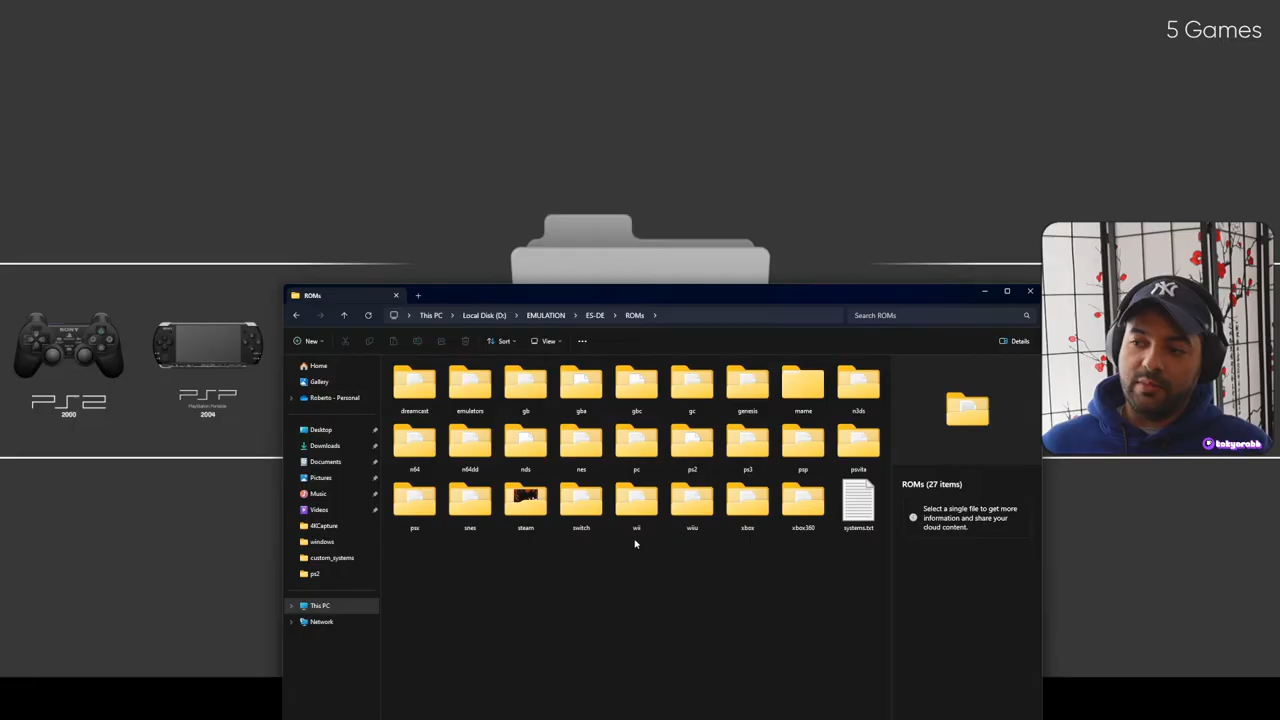 5 Games
ROMs
This PC > Local Disk (D:) > EMULATION > ES-DE > ROMs >
Search ROMs
New
Sort
View
Details
Home
Gallery
Roberto - Personal
Desktop
Downloads
Documents
Pictures
Music
Videos
4KCapture
windows
custom_systems
ps2
This PC
Network
dreamcast emulators gb gba gbc gc genesis mame n3ds
n64 n64dd nds nes pc ps2 ps3 psp psvita
psx snes steam switch wii wiiu xbox xbox360 systems.txt
ROMs (27 items)
Select a single file to get more
information and share your
cloud content.
SONY
PS2
2000
PSP
PlayStation Portable
2004
NY
tokyorabb